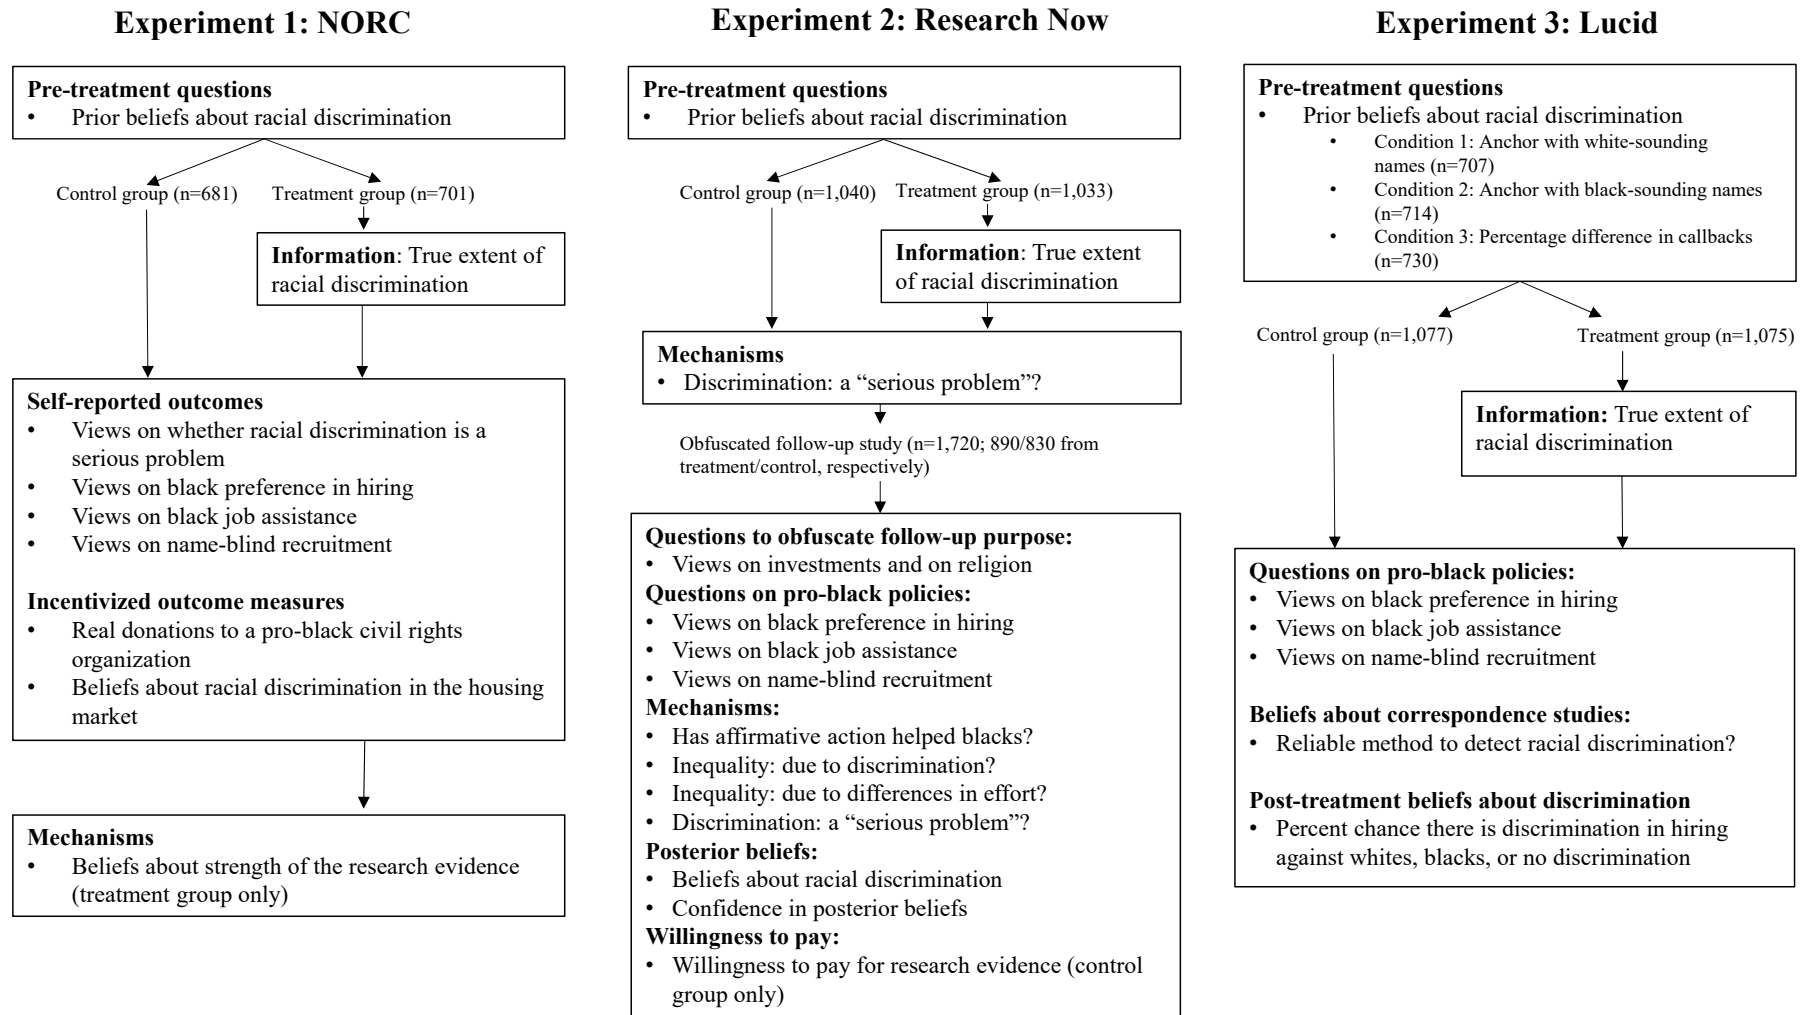 Experiment 1: NORC
Pre-treatment questions
• Prior beliefs about racial discrimination
Control group (n=681)
Treatment group (n=701)
Information: True extent of
racial discrimination
Self-reported outcomes
• Views on whether racial discrimination is a
serious problem
• Views on black preference in hiring
• Views on black job assistance
• Views on name-blind recruitment
Incentivized outcome measures
• Real donations to a pro-black civil rights
organization
• Beliefs about racial discrimination in the housing
market
Mechanisms
• Beliefs about strength of the research evidence
(treatment group only)
Experiment 2: Research Now
Pre-treatment questions
• Prior beliefs about racial discrimination
Control group (n=1,040)
Treatment group (n=1,033)
Information: True extent
of racial discrimination
Mechanisms
• Discrimination: a “serious problem”?
Obfuscated follow-up study (n=1,720; 890/830 from
treatment/control, respectively)
Questions to obfuscate follow-up purpose:
• Views on investments and on religion
Questions on pro-black policies:
• Views on black preference in hiring
• Views on black job assistance
• Views on name-blind recruitment
Mechanisms:
• Has affirmative action helped blacks?
• Inequality: due to discrimination?
• Inequality: due to differences in effort?
• Discrimination: a “serious problem”?
Posterior beliefs:
• Beliefs about racial discrimination
• Confidence in posterior beliefs
Willingness to pay:
• Willingness to pay for research evidence (control
group only)
Experiment 3: Lucid
Pre-treatment questions
• Prior beliefs about racial discrimination
• Condition 1: Anchor with white-sounding
names (n=707)
• Condition 2: Anchor with black-sounding names
(n=714)
• Condition 3: Percentage difference in callbacks
(n=730)
Control group (n=1,077)
Treatment group (n=1,075)
Information: True extent of
racial discrimination
Questions on pro-black policies:
• Views on black preference in hiring
• Views on black job assistance
• Views on name-blind recruitment
Beliefs about correspondence studies:
• Reliable method to detect racial discrimination?
Post-treatment beliefs about discrimination
• Percent chance there is discrimination in hiring
against whites, blacks, or no discrimination